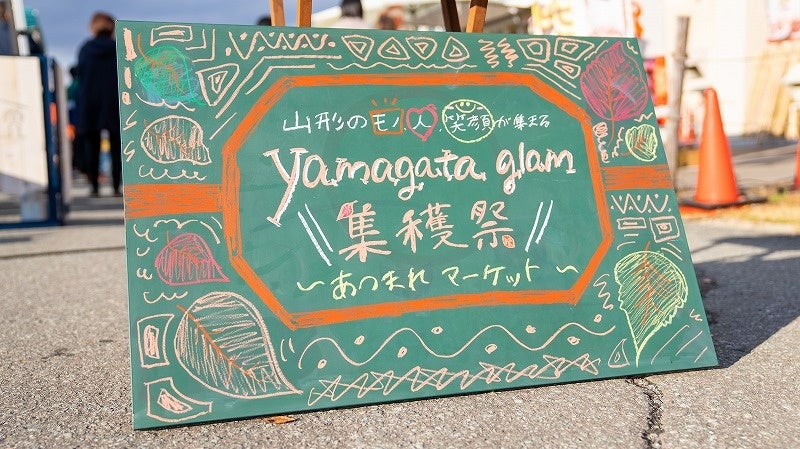 山形のモノ、人、笑顔が集まる
yamagata glam
集穫祭
～あつまれ マーケット～